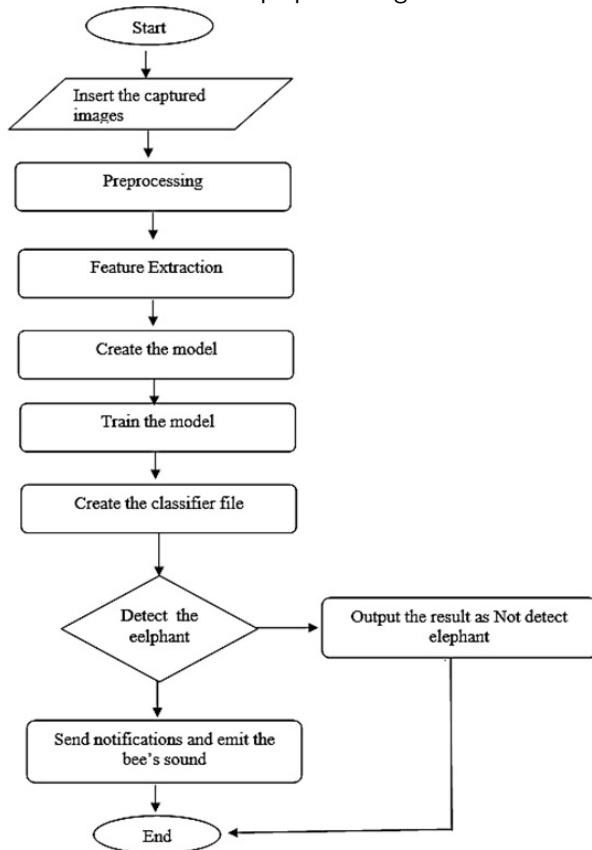 Start
Insert the captured
images
Preprocessing
Feature Extraction
Create the model
Train the model
Create the classifier file
Detect the
eelphant
Output the result as Not detect
elephant
Send notifications and emit the
bee's sound
End